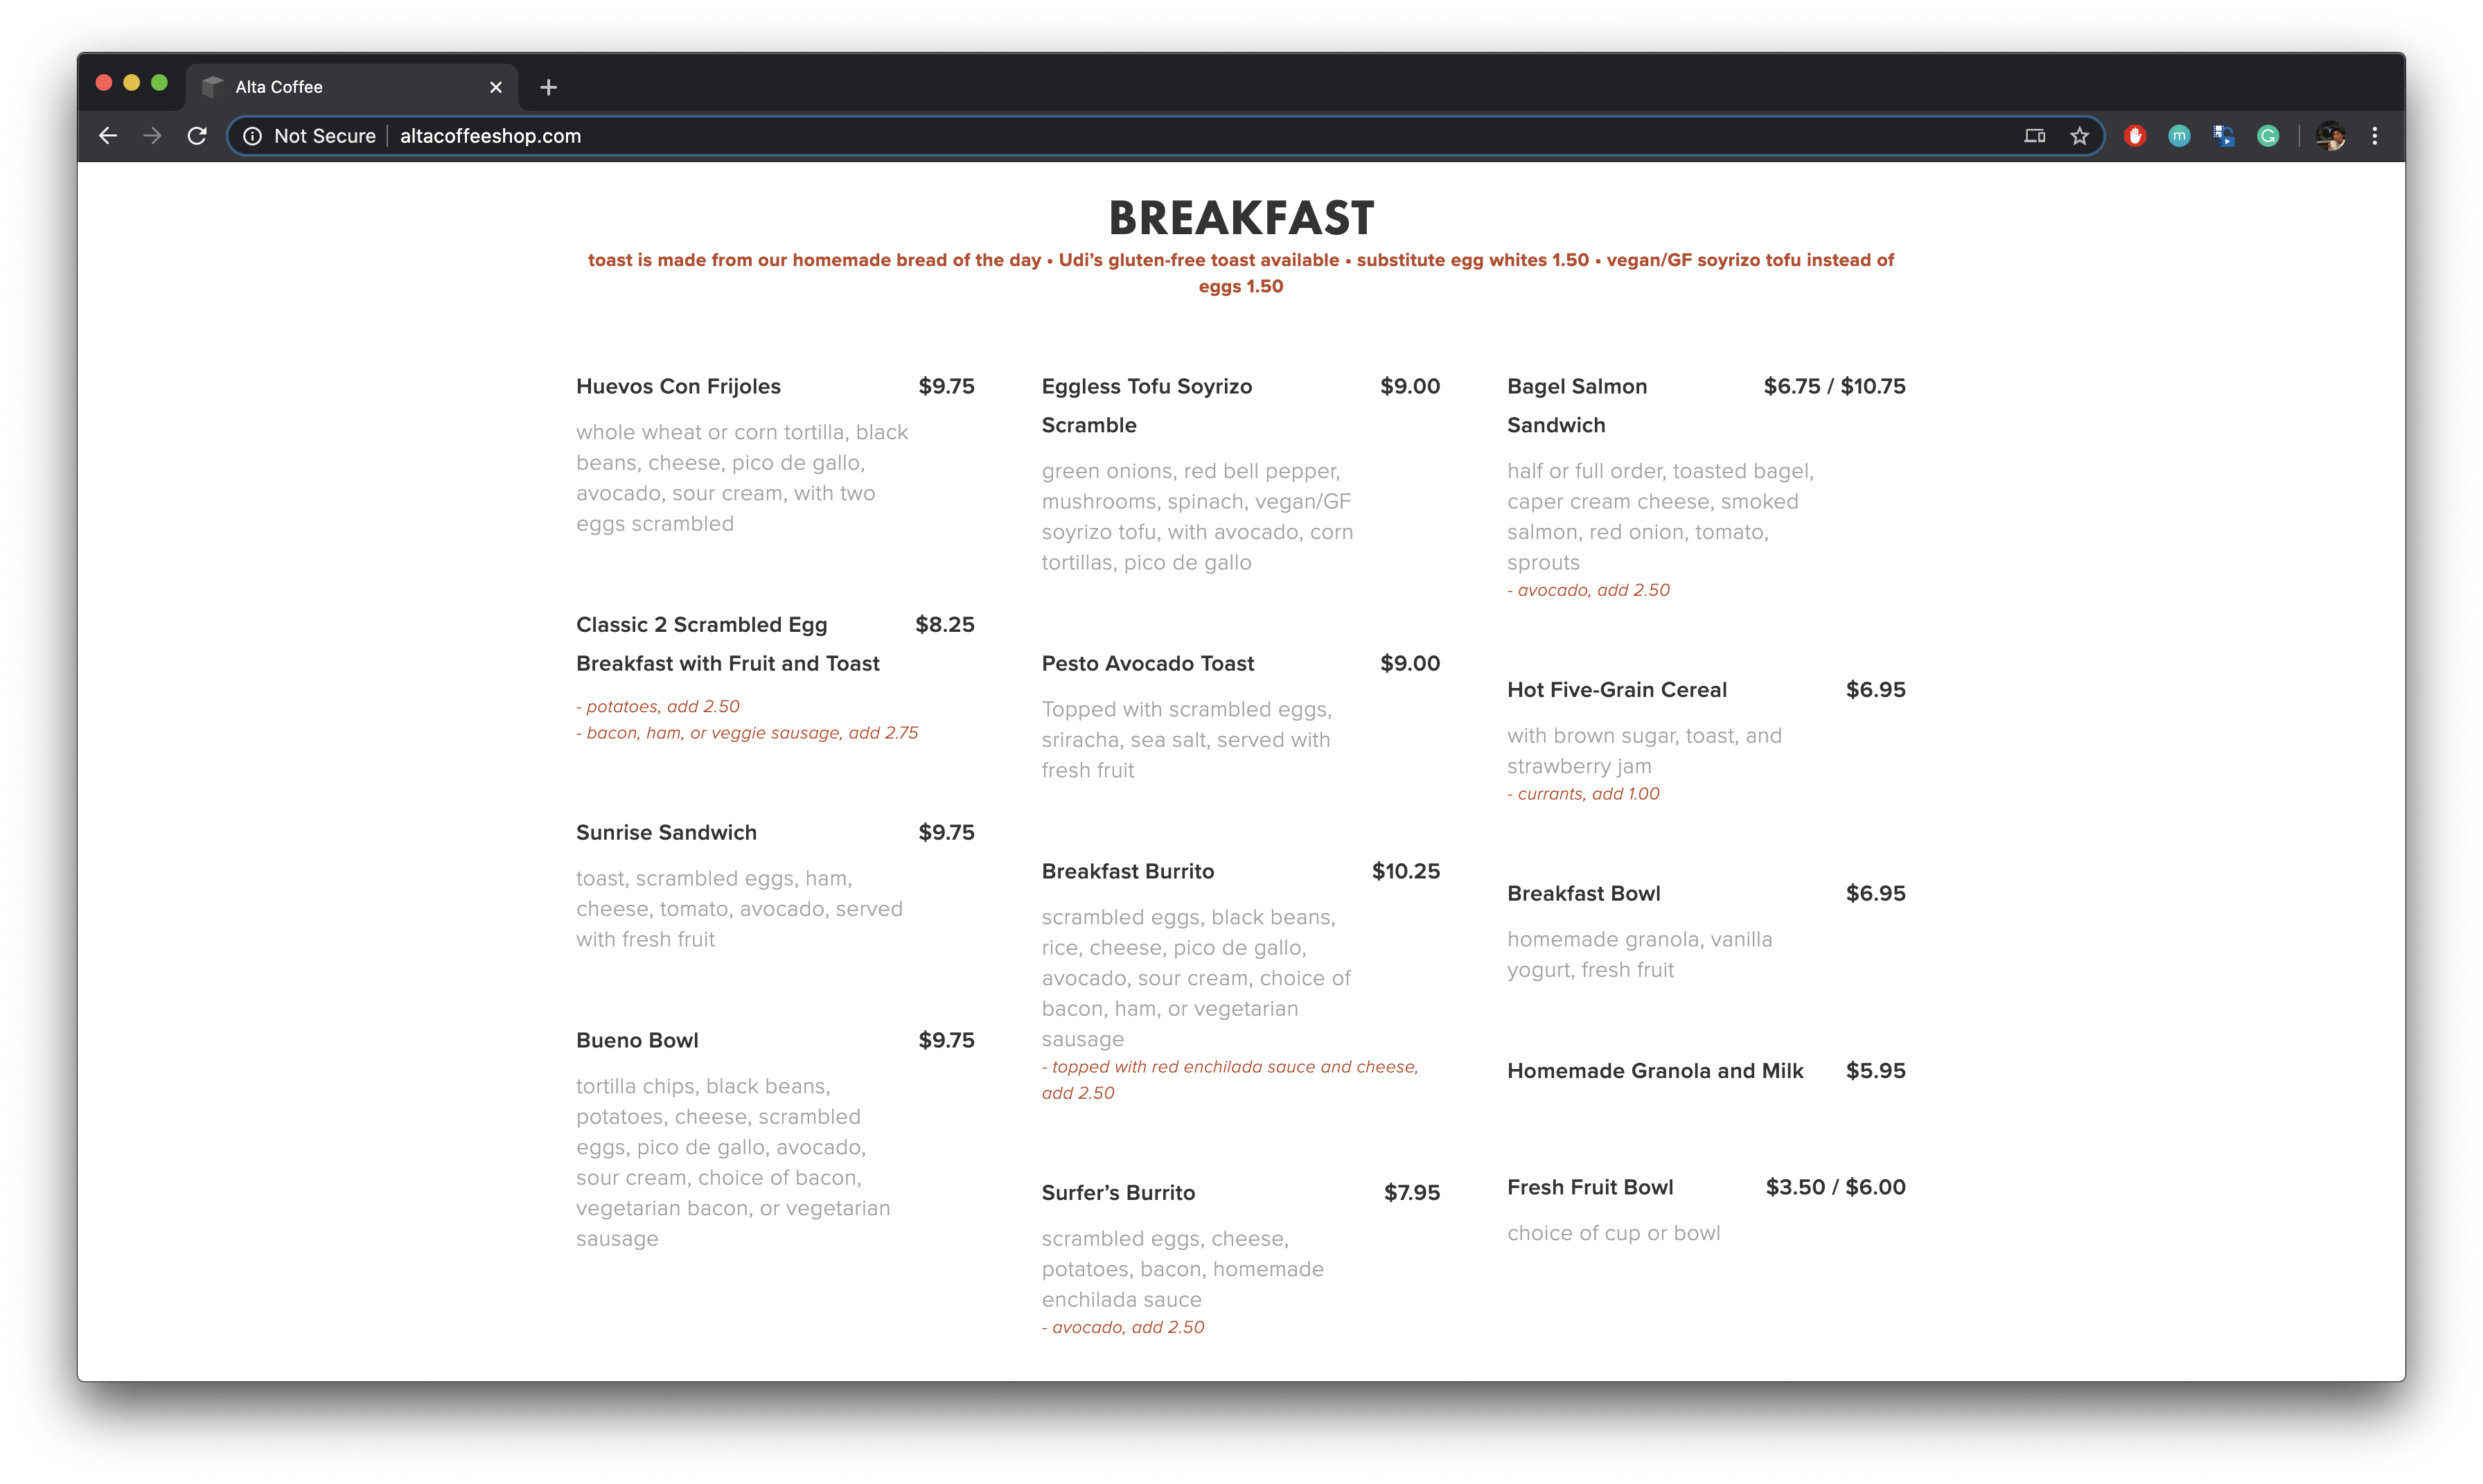 Alta Coffee
Not Secure
altacoffeeshop.com
m
G
BREAKFAST
toast is made from our homemade bread of the day • Udi’s gluten-free toast available • substitute egg whites 1.50 • vegan/GF soyrizo tofu instead of
eggs 1.50
Huevos Con Frijoles $9.75
whole wheat or corn tortilla, black
beans, cheese, pico de gallo,
avocado, sour cream, with two
eggs scrambled
Classic 2 Scrambled Egg $8.25
Breakfast with Fruit and Toast
- potatoes, add 2.50
- bacon, ham, or veggie sausage, add 2.75
Sunrise Sandwich $9.75
toast, scrambled eggs, ham,
cheese, tomato, avocado, served
with fresh fruit
Bueno Bowl $9.75
tortilla chips, black beans,
potatoes, cheese, scrambled
eggs, pico de gallo, avocado,
sour cream, choice of bacon,
vegetarian bacon, or vegetarian
sausage
Eggless Tofu Soyrizo $9.00
Scramble
green onions, red bell pepper,
mushrooms, spinach, vegan/GF
soyrizo tofu, with avocado, corn
tortillas, pico de gallo
Pesto Avocado Toast $9.00
Topped with scrambled eggs,
sriracha, sea salt, served with
fresh fruit
Breakfast Burrito $10.25
scrambled eggs, black beans,
rice, cheese, pico de gallo,
avocado, sour cream, choice of
bacon, ham, or vegetarian
sausage
- topped with red enchilada sauce and cheese,
add 2.50
Surfer’s Burrito $7.95
scrambled eggs, cheese,
potatoes, bacon, homemade
enchilada sauce
- avocado, add 2.50
Bagel Salmon $6.75 / $10.75
Sandwich
half or full order, toasted bagel,
caper cream cheese, smoked
salmon, red onion, tomato,
sprouts
- avocado, add 2.50
Hot Five-Grain Cereal $6.95
with brown sugar, toast, and
strawberry jam
- currants, add 1.00
Breakfast Bowl $6.95
homemade granola, vanilla
yogurt, fresh fruit
Homemade Granola and Milk $5.95
Fresh Fruit Bowl $3.50 / $6.00
choice of cup or bowl